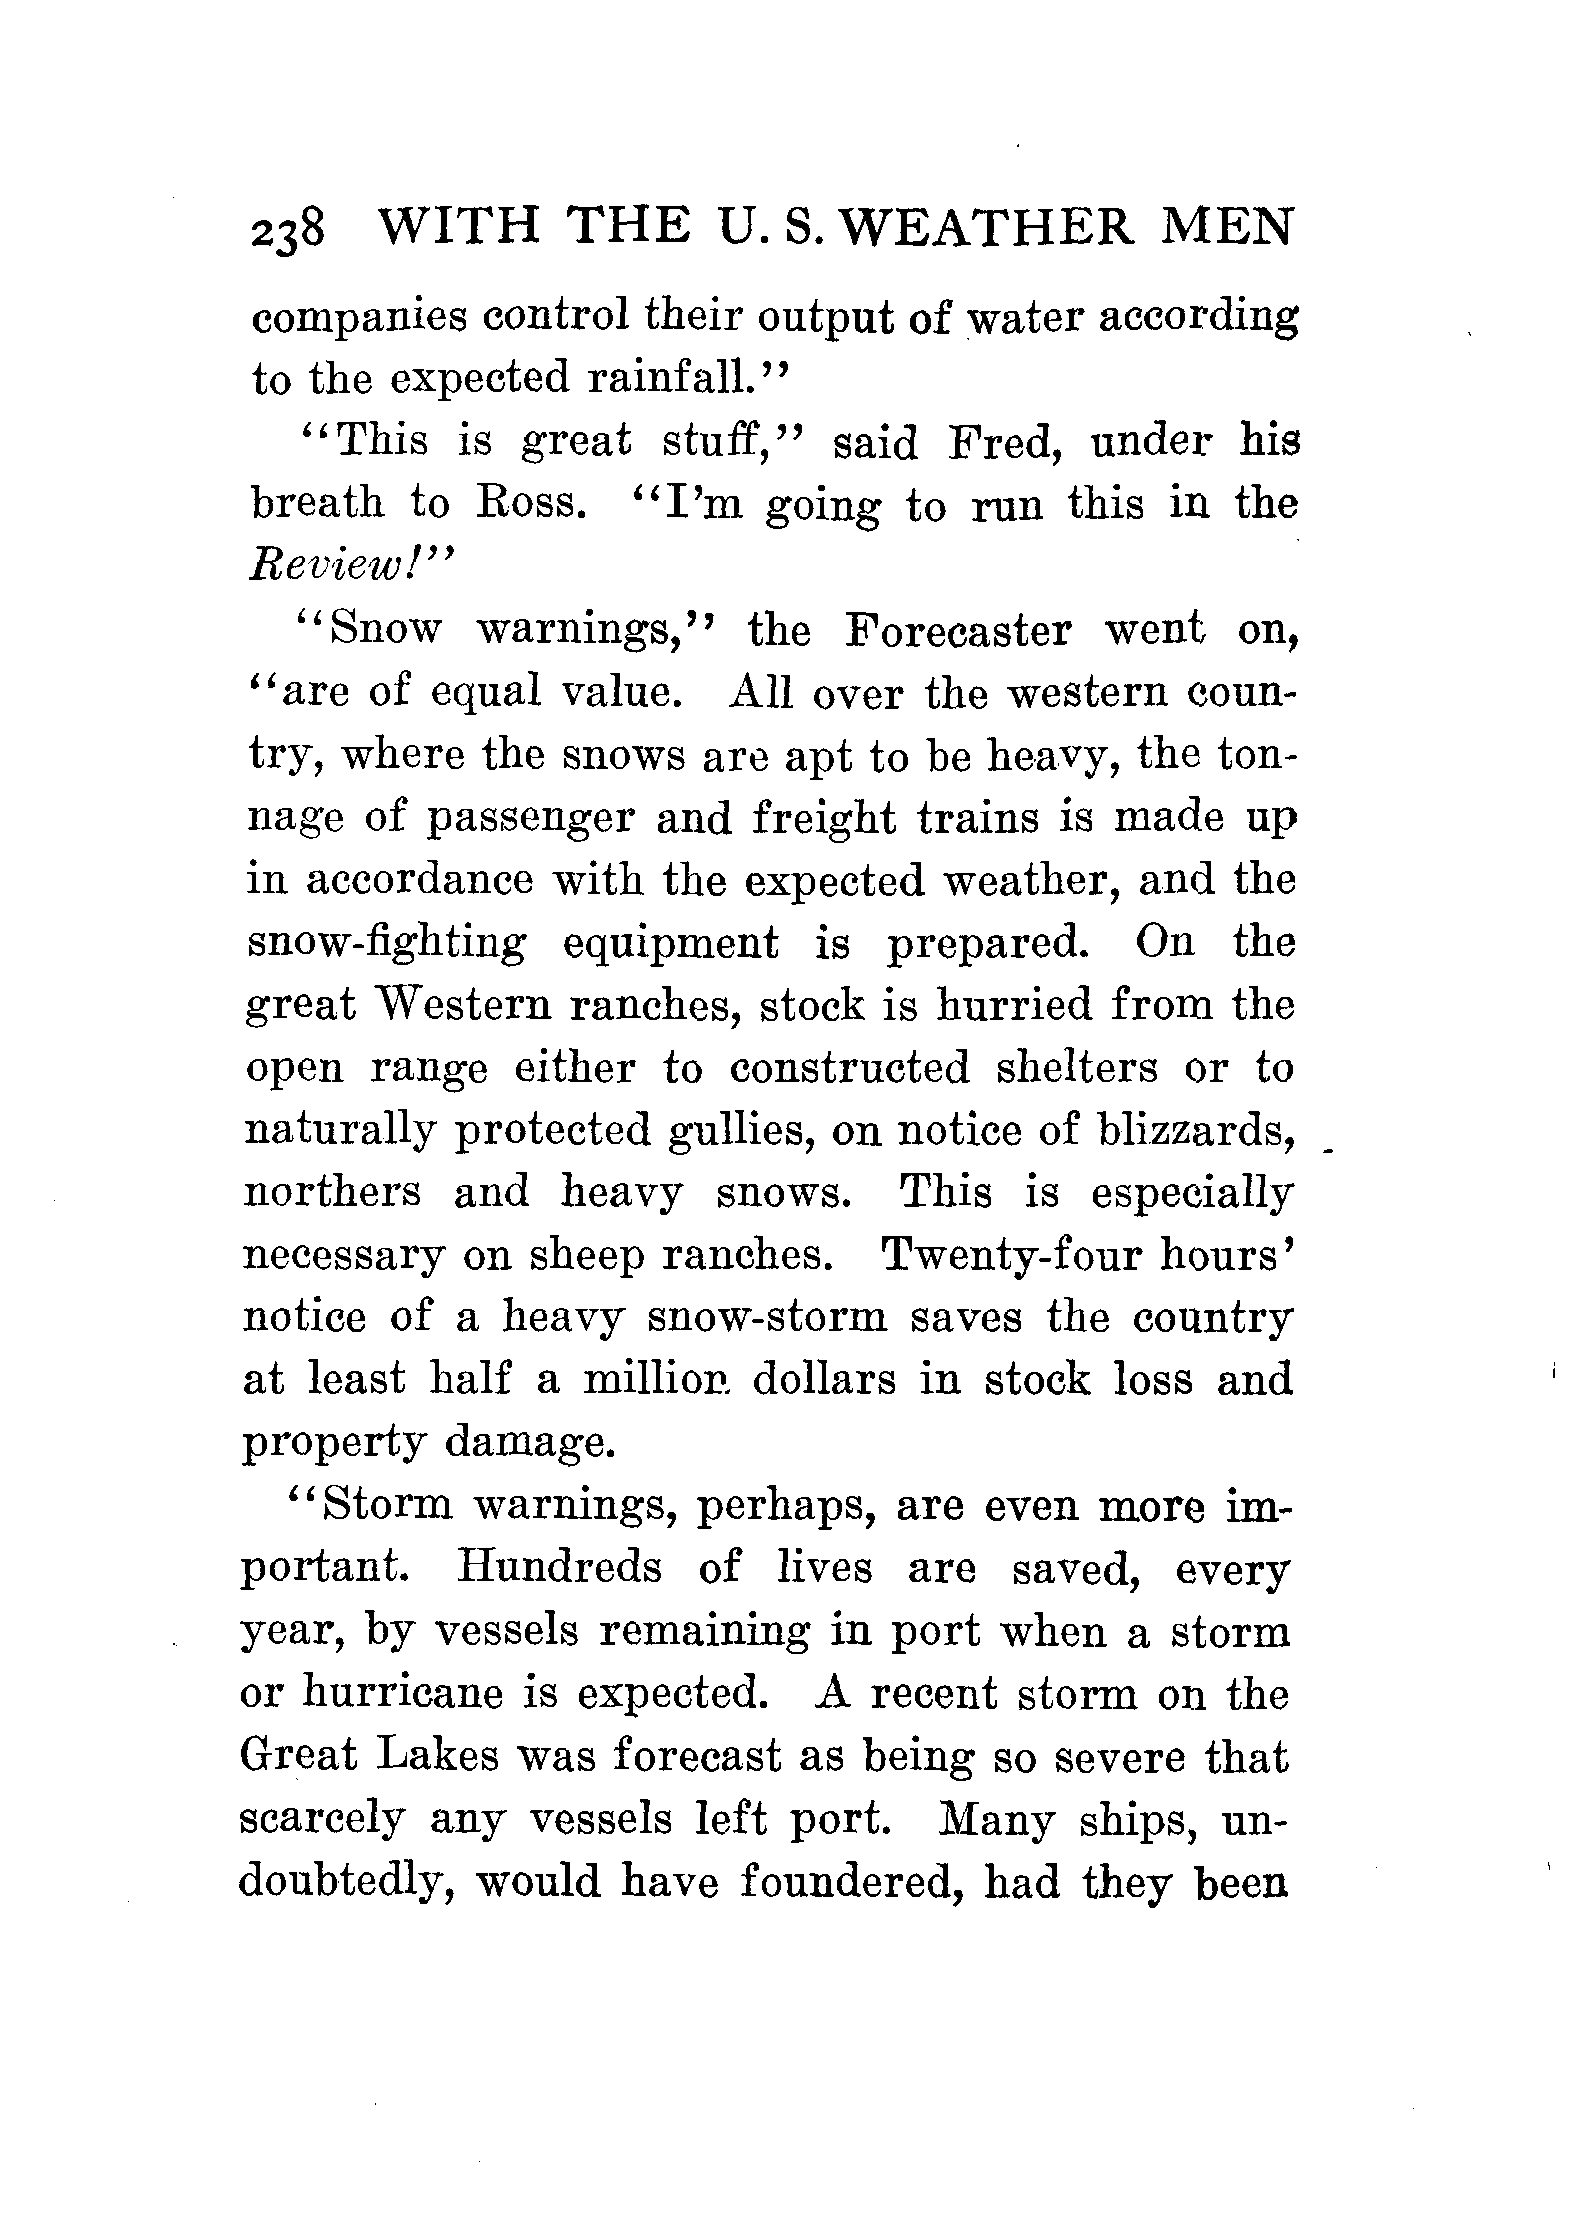 238 WITH THE U. S. WEATHER MEN
companies control their output of water according
to the expected rainfall."
"This is great stuff," said Fred, under his
breath to Ross. "I'm going to run this in the
Review!"
"Snow warnings," the Forecaster went on,
"are of equal value. All over the western coun-
try, where the snows are apt to be heavy, the ton-
nage of passenger and freight trains is made up
in accordance with the expected weather, and the
snow-fighting equipment is prepared. On the
great Western ranches, stock is hurried from the
open range either to constructed shelters or to
naturally protected gullies, on notice of blizzards,
northers and heavy snows. This is especially
necessary on sheep ranches. Twenty-four hours'
notice of a heavy snow-storm saves the country
at least half a million dollars in stock loss and
property damage.
"Storm warnings, perhaps, are even more im-
portant. Hundreds of lives are saved, every
year, by vessels remaining in port when a storm
or hurricane is expected. A recent storm on the
Great Lakes was forecast as being so severe that
scarcely any vessels left port. Many ships, un-
doubtedly, would have foundered, had they been